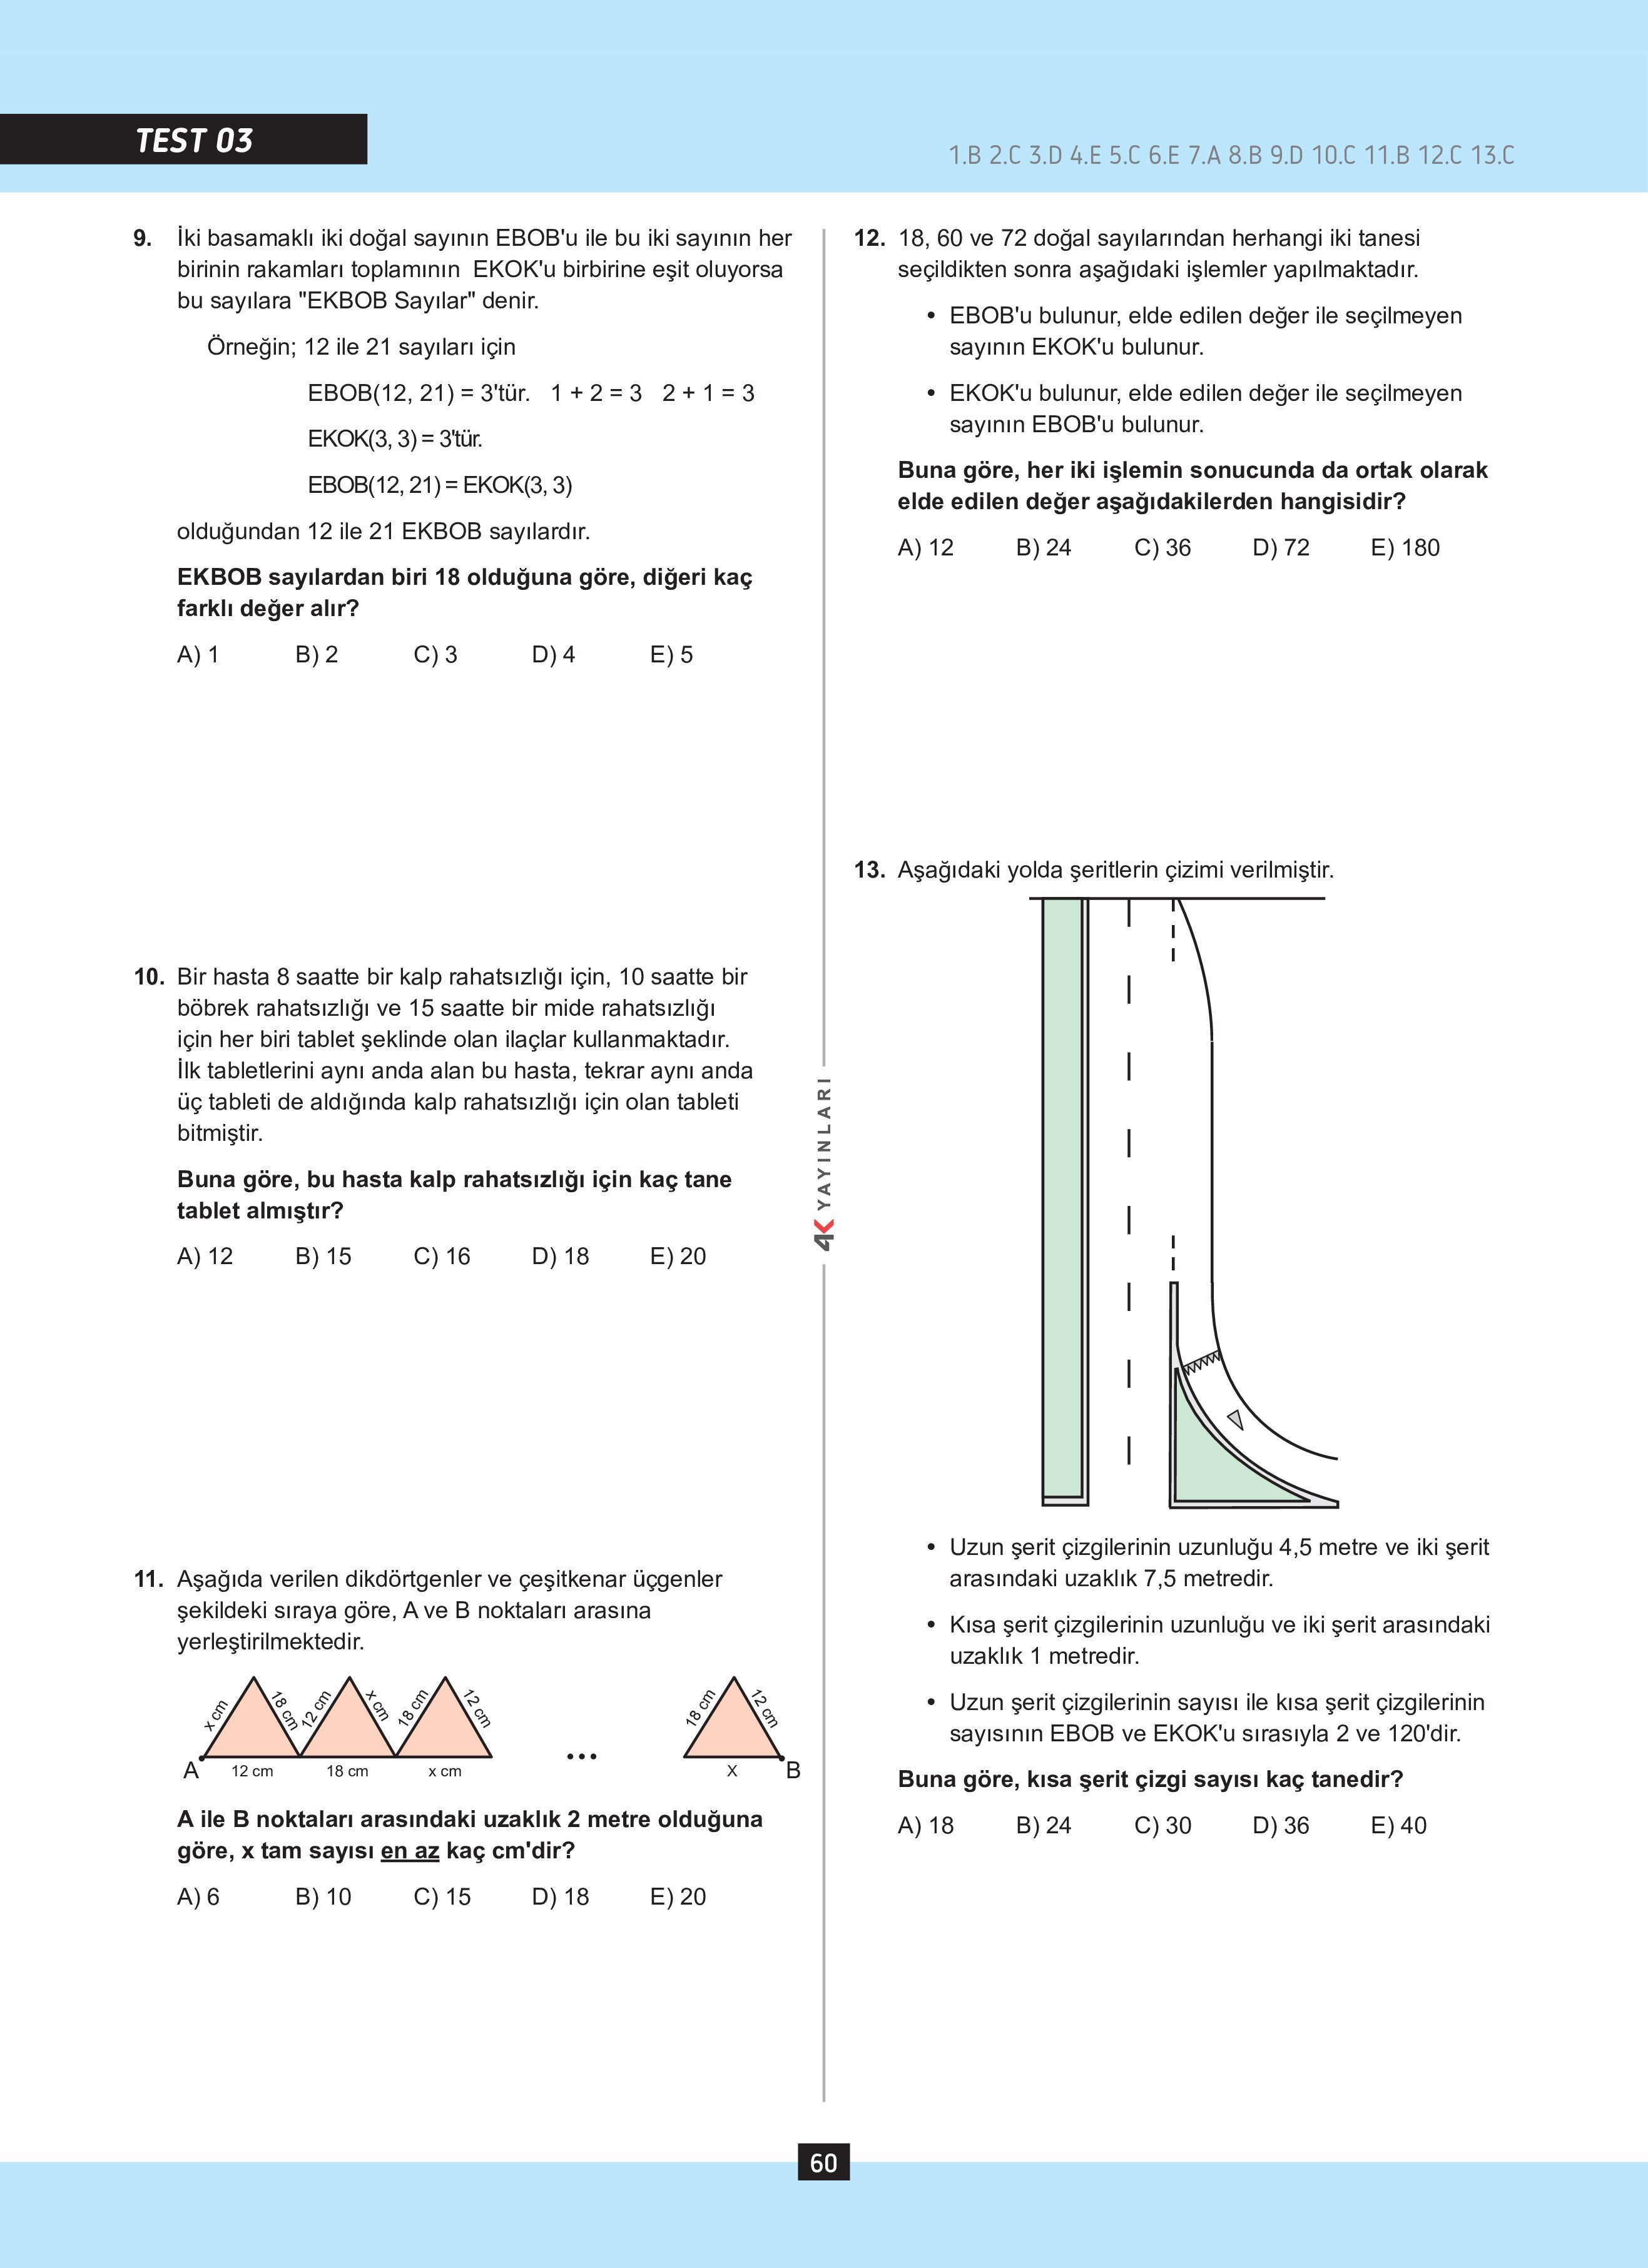 TEST 03
1.B 2.C 3.D 4.E 5.C 6.E 7.A 8.B 9.D 10.C 11.B 12.C 13.C
9. İki basamaklı iki doğal sayının EBOB'u ile bu iki sayının her
birinin rakamları toplamının EKOK'u birbirine eşit oluyorsa
bu sayılara "EKBOB Sayılar" denir.
Örneğin; 12 ile 21 sayıları için
EBOB(12, 21) = 3'tür. 1 + 2 = 3 2 + 1 = 3
EKOK(3, 3) = 3'tür.
EBOB(12, 21) = EKOK(3, 3)
olduğundan 12 ile 21 EKBOB sayılardır.
EKBOB sayılardan biri 18 olduğuna göre, diğeri kaç
farklı değer alır?
A) 1 B) 2 C) 3 D) 4 E) 5
10. Bir hasta 8 saatte bir kalp rahatsızlığı için, 10 saatte bir
böbrek rahatsızlığı ve 15 saatte bir mide rahatsızlığı
için her biri tablet şeklinde olan ilaçlar kullanmaktadır.
İlk tabletlerini aynı anda alan bu hasta, tekrar aynı anda
üç tableti de aldığında kalp rahatsızlığı için olan tableti
bitmiştir.
Buna göre, bu hasta kalp rahatsızlığı için kaç tane
tablet almıştır?
A) 12 B) 15 C) 16 D) 18 E) 20
11. Aşağıda verilen dikdörtgenler ve çeşitkenar üçgenler
şekildeki sıraya göre, A ve B noktaları arasına
yerleştirilmektedir.
x cm 18 cm 12 cm x cm 18 cm 12 cm 18 cm 12 cm
A 12 cm 18 cm x cm ... X B
A ile B noktaları arasındaki uzaklık 2 metre olduğuna
göre, x tam sayısı en az kaç cm'dir?
A) 6 B) 10 C) 15 D) 18 E) 20
4K YAYINLARI
12. 18, 60 ve 72 doğal sayılarından herhangi iki tanesi
seçildikten sonra aşağıdaki işlemler yapılmaktadır.
• EBOB'u bulunur, elde edilen değer ile seçilmeyen
sayının EKOK'u bulunur.
• EKOK'u bulunur, elde edilen değer ile seçilmeyen
sayının EBOB'u bulunur.
Buna göre, her iki işlemin sonucunda da ortak olarak
elde edilen değer aşağıdakilerden hangisidir?
A) 12 B) 24 C) 36 D) 72 E) 180
13. Aşağıdaki yolda şeritlerin çizimi verilmiştir.
• Uzun şerit çizgilerinin uzunluğu 4,5 metre ve iki şerit
arasındaki uzaklık 7,5 metredir.
• Kısa şerit çizgilerinin uzunluğu ve iki şerit arasındaki
uzaklık 1 metredir.
• Uzun şerit çizgilerinin sayısı ile kısa şerit çizgilerinin
sayısının EBOB ve EKOK'u sırasıyla 2 ve 120'dir.
Buna göre, kısa şerit çizgi sayısı kaç tanedir?
A) 18 B) 24 C) 30 D) 36 E) 40
60